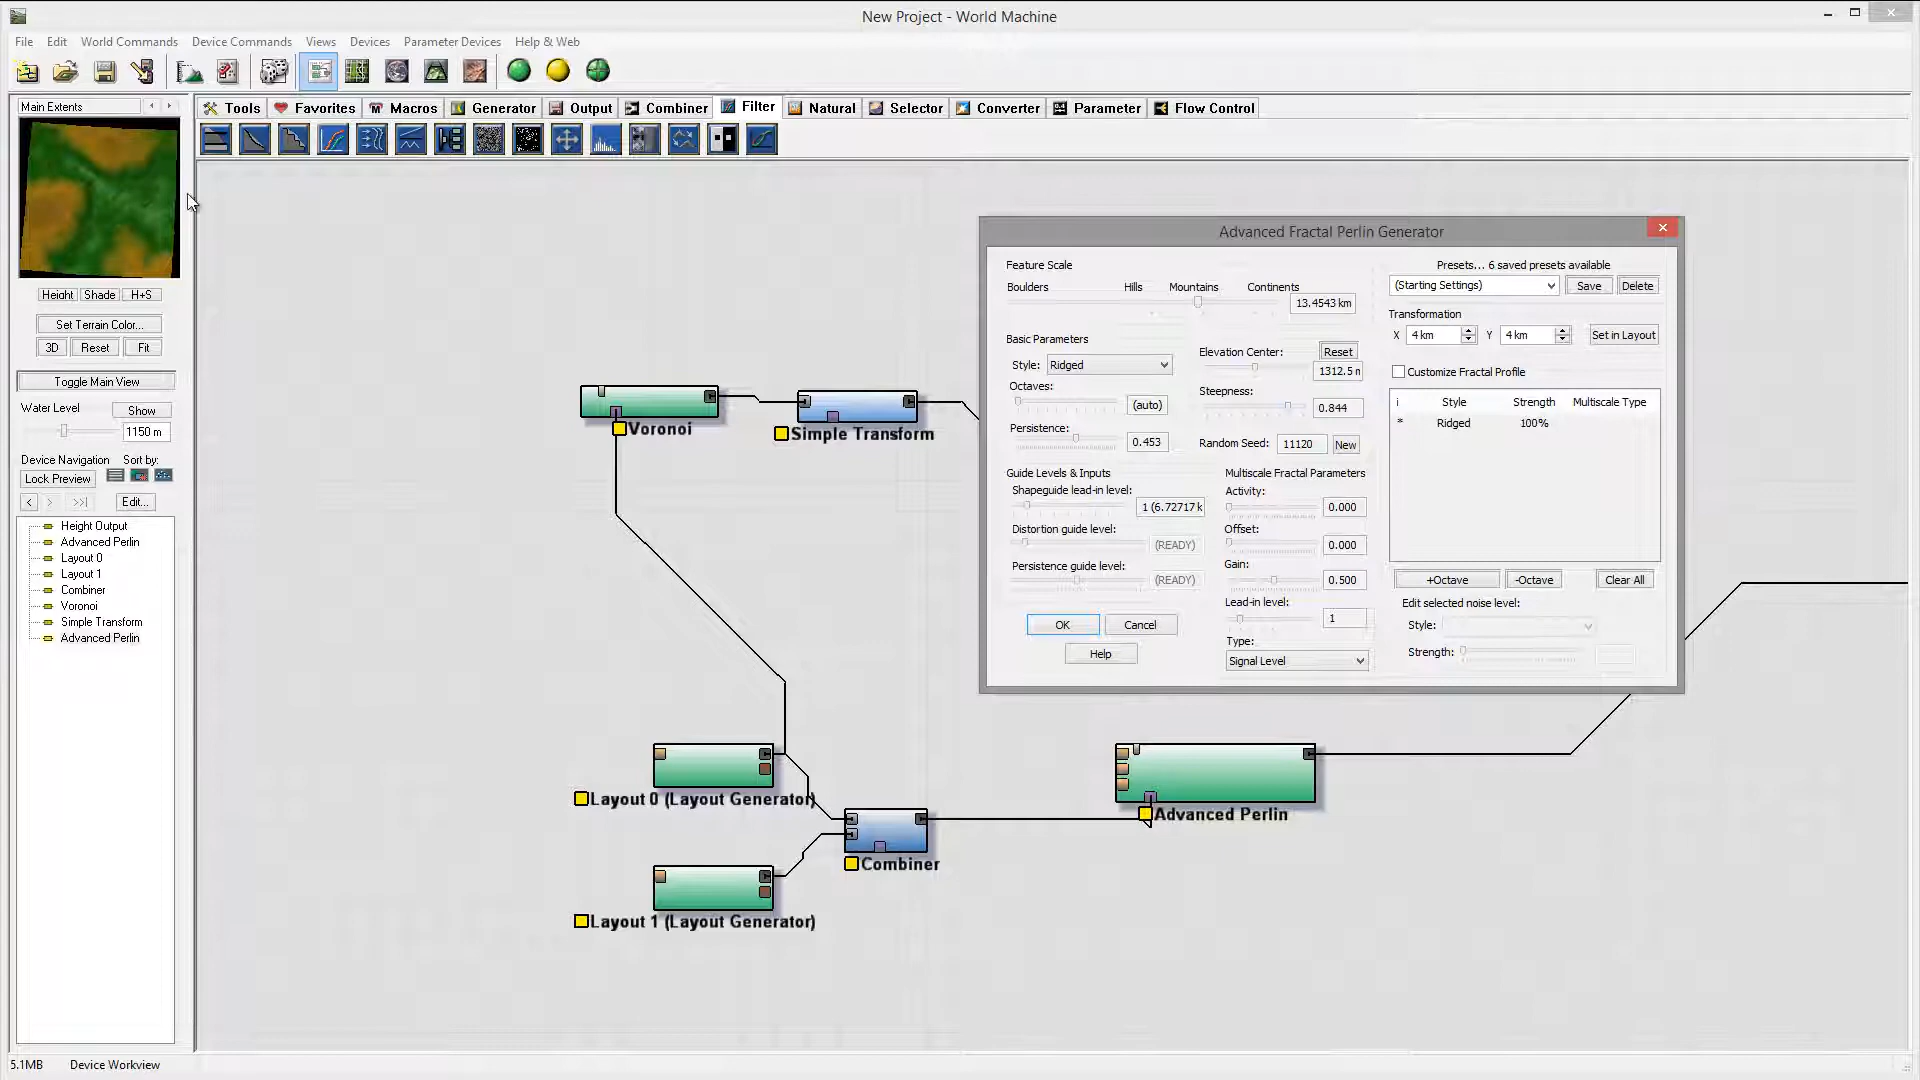 New Project - World Machine
File Edit World Commands Device Commands Views Devices Parameter Devices Help & Web
Main Extents
Tools Favorites Macros Generator Output Combiner Filter Natural Selector Converter Parameter Flow Control
Height Shade H+S
Set Terrain Color...
3D Reset Fit
Toggle Main View
Water Level Show
1150 m
Device Navigation Sort by:
Lock Preview
< > >>| Edit...
Height Output
Advanced Perlin
Layout 0
Layout 1
Combiner
Voronoi
Simple Transform
Advanced Perlin
Voronoi
Simple Transform
Layout 0 (Layout Generator)
Combiner
Layout 1 (Layout Generator)
Advanced Perlin
Advanced Fractal Perlin Generator
Feature Scale
Boulders Hills Mountains Continents
13.4543 km
Basic Parameters
Style: Ridged
Octaves:
(auto)
Persistence:
0.453
Elevation Center: Reset
1312.5 n
Steepness:
0.844
Random Seed: 11120 New
Guide Levels & Inputs
Shapeguide lead-in level:
1 (6.72717 k
Distortion guide level:
(READY)
Persistence guide level:
(READY)
Multiscale Fractal Parameters
Activity:
0.000
Offset:
0.000
Gain:
0.500
Lead-in level:
1
Type:
Signal Level
OK Cancel
Help
Presets... 6 saved presets available
(Starting Settings) Save Delete
Transformation
X 4 km Y 4 km Set in Layout
Customize Fractal Profile
i Style Strength Multiscale Type
* Ridged 100%
+Octave -Octave Clear All
Edit selected noise level:
Style:
Strength:
5.1MB Device Workview